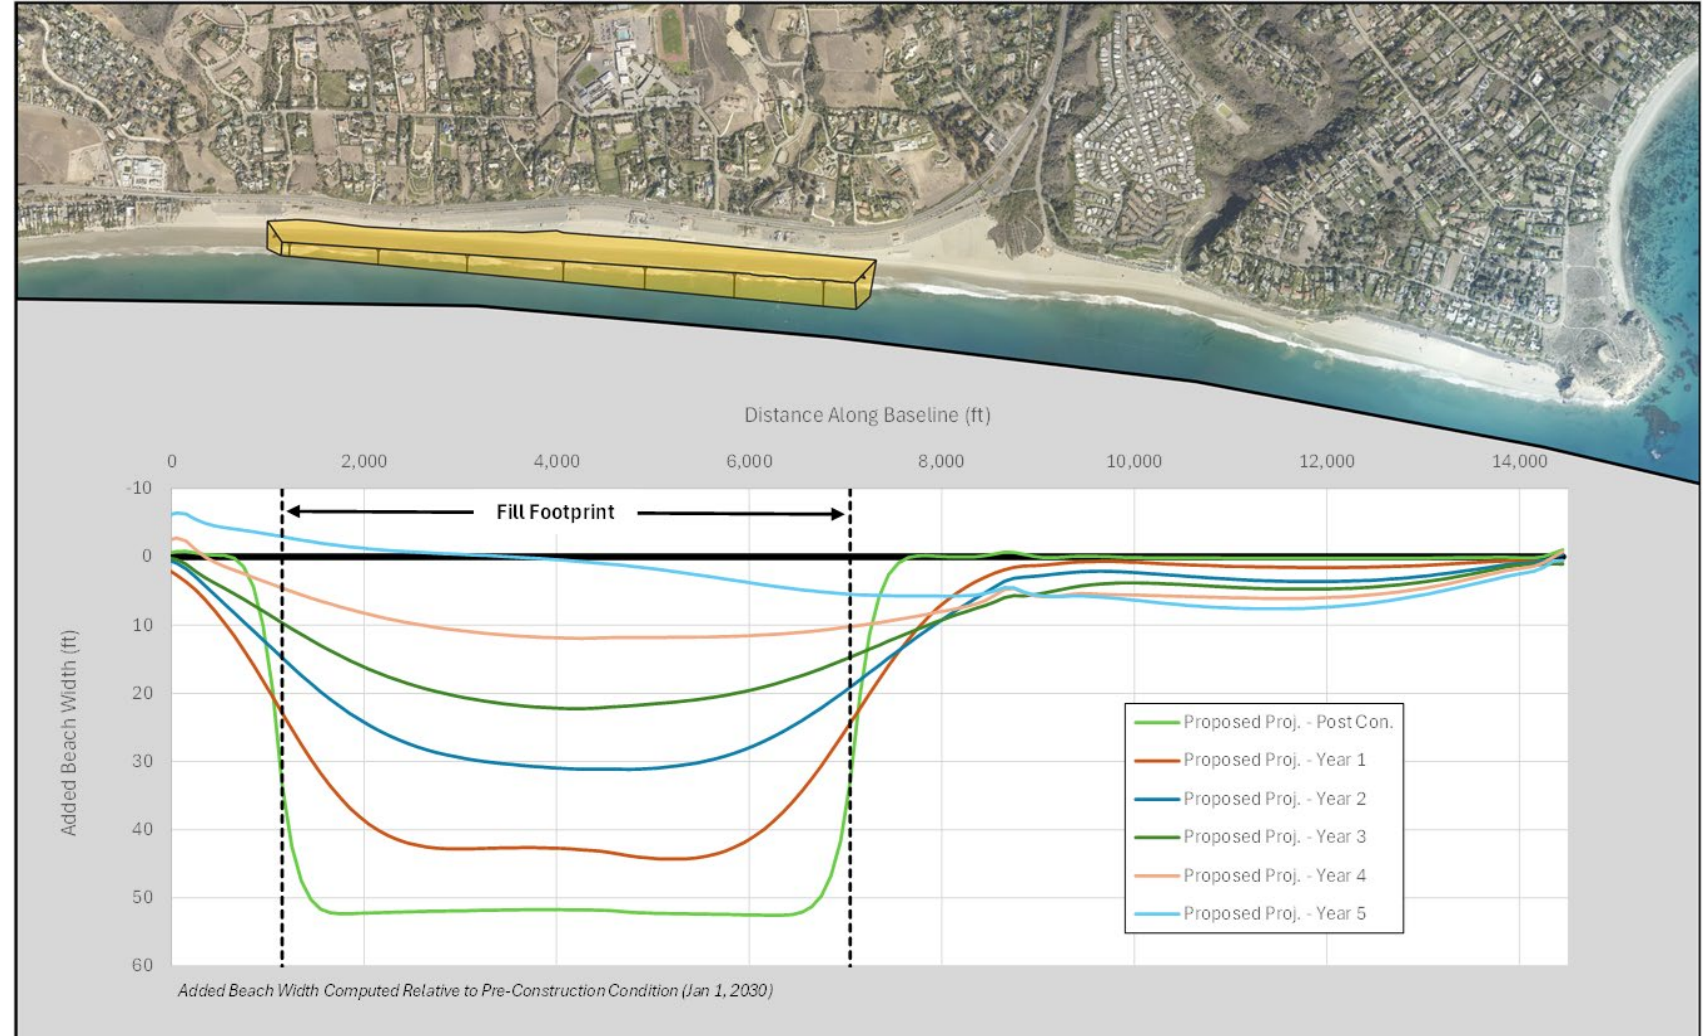 Distance Along Baseline (ft)
0 2,000 4,000 6,000 8,000 10,000 12,000 14,000
-10
Fill Footprint
0
10
20
30
40
50
60
Added Beach Width (ft)
Proposed Proj. - Post Con.
Proposed Proj. - Year 1
Proposed Proj. - Year 2
Proposed Proj. - Year 3
Proposed Proj. - Year 4
Proposed Proj. - Year 5
Added Beach Width Computed Relative to Pre-Construction Condition (Jan 1, 2030)